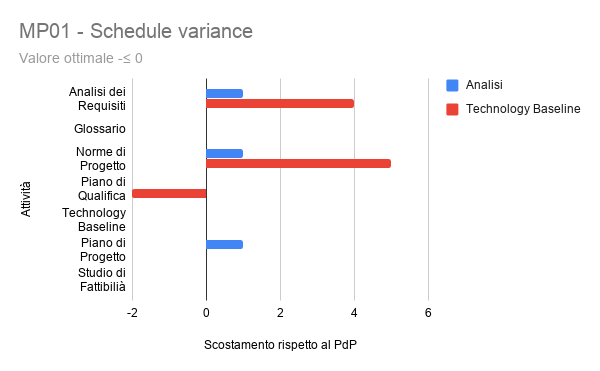 MP01 - Schedule variance
Valore ottimale -≤ 0
Analisi
Technology Baseline
Attività
Analisi dei
Requisiti
Glossario
Norme di
Progetto
Piano di
Qualifica
Technology
Baseline
Piano di
Progetto
Studio di
Fattibilià
-2
0
2
4
6
Scostamento rispetto al PdP